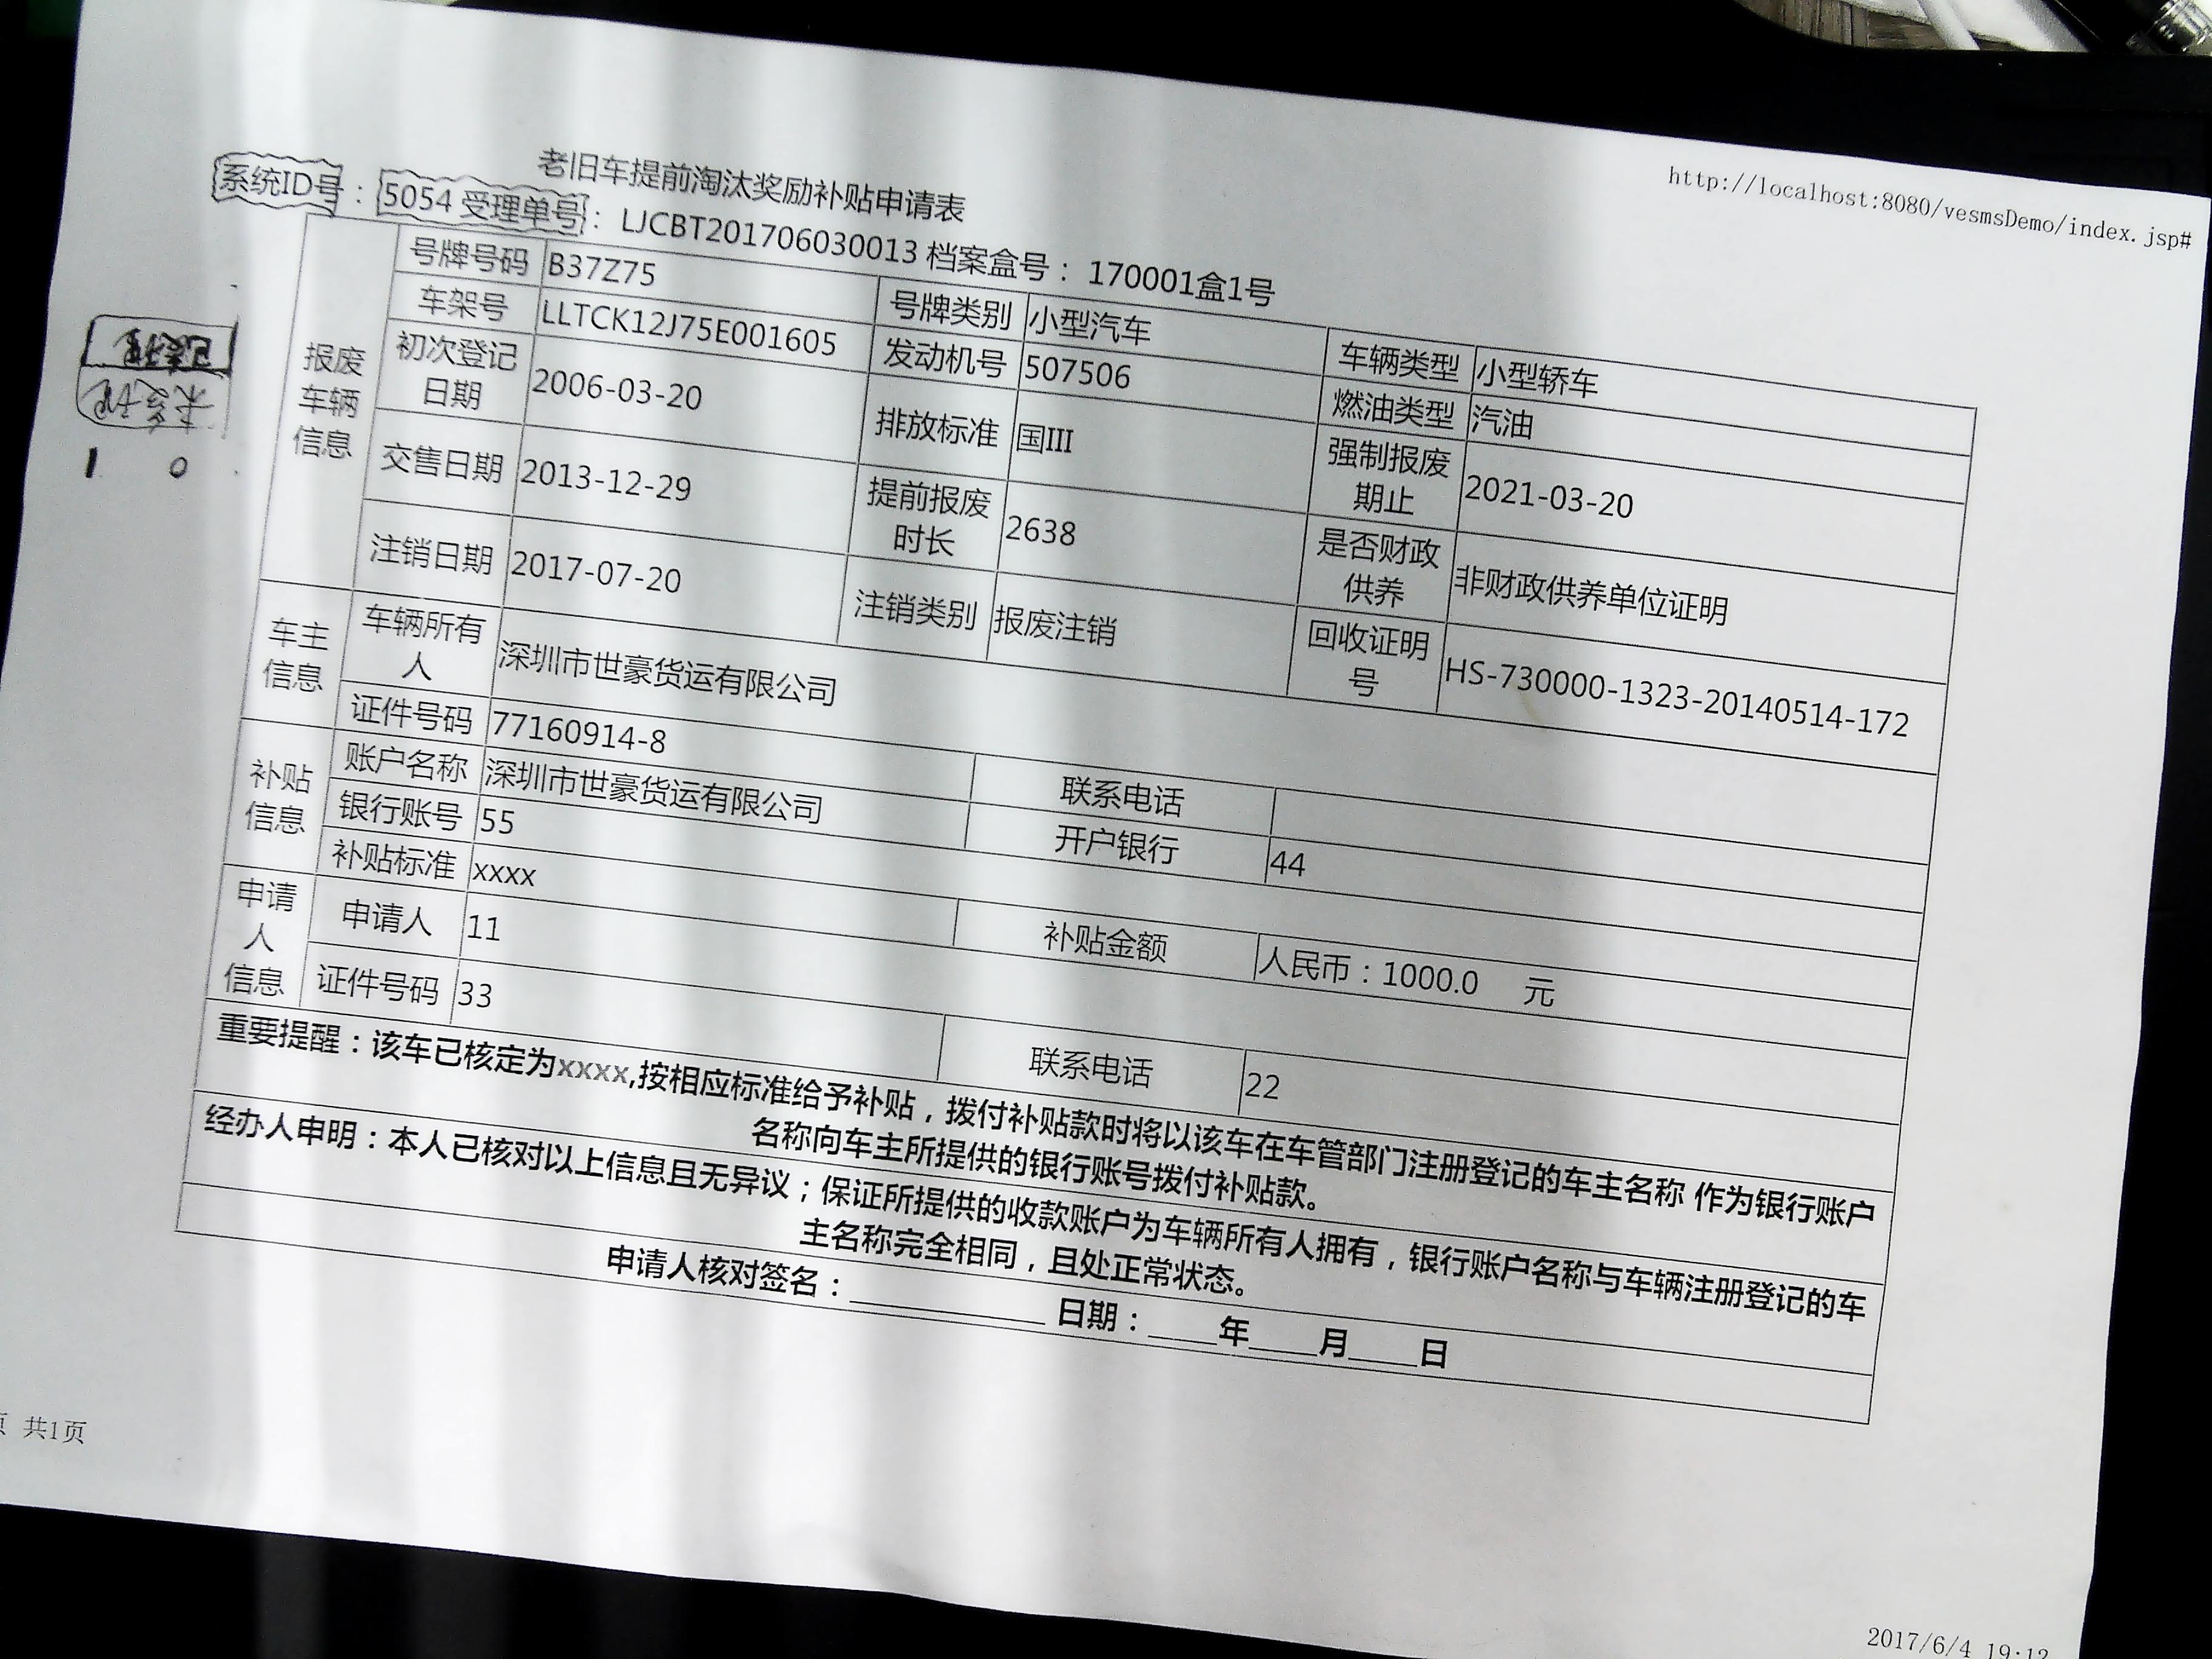 http://localhost:8080/vesmsDemo/index.jsp#
老旧车提前淘汰奖励补贴申请表
系统ID号：5054 受理单号：LJCBT201706030013 档案盒号：170001盒1号
报废车辆信息
号牌号码 B37Z75 号牌类别 小型汽车 车辆类型 小型轿车
车架号 LLTCK12J75E001605 发动机号 507506 燃油类型 汽油
初次登记日期 2006-03-20 排放标准 国III 强制报废期止 2021-03-20
交售日期 2013-12-29 提前报废时长 2638 是否财政供养 非财政供养单位证明
注销日期 2017-07-20 注销类别 报废注销 回收证明号 HS-730000-1323-20140514-172
车主信息
车辆所有人 深圳市世豪货运有限公司
证件号码 77160914-8 联系电话
补贴信息
账户名称 深圳市世豪货运有限公司 开户银行 44
银行账号 55
补贴标准 xxxx 补贴金额 人民币：1000.0 元
申请人信息
申请人 11
证件号码 33 联系电话 22
重要提醒：该车已核定为xxxx,按相应标准给予补贴，拨付补贴款时将以该车在车管部门注册登记的车主名称 作为银行账户
名称向车主所提供的银行账号拨付补贴款。
经办人申明：本人已核对以上信息且无异议；保证所提供的收款账户为车辆所有人拥有，银行账户名称与车辆注册登记的车
主名称完全相同，且处正常状态。
申请人核对签名：____________ 日期：____年____月____日
已受理
未受理
1 0
页 共1页
2017/6/4 19:12